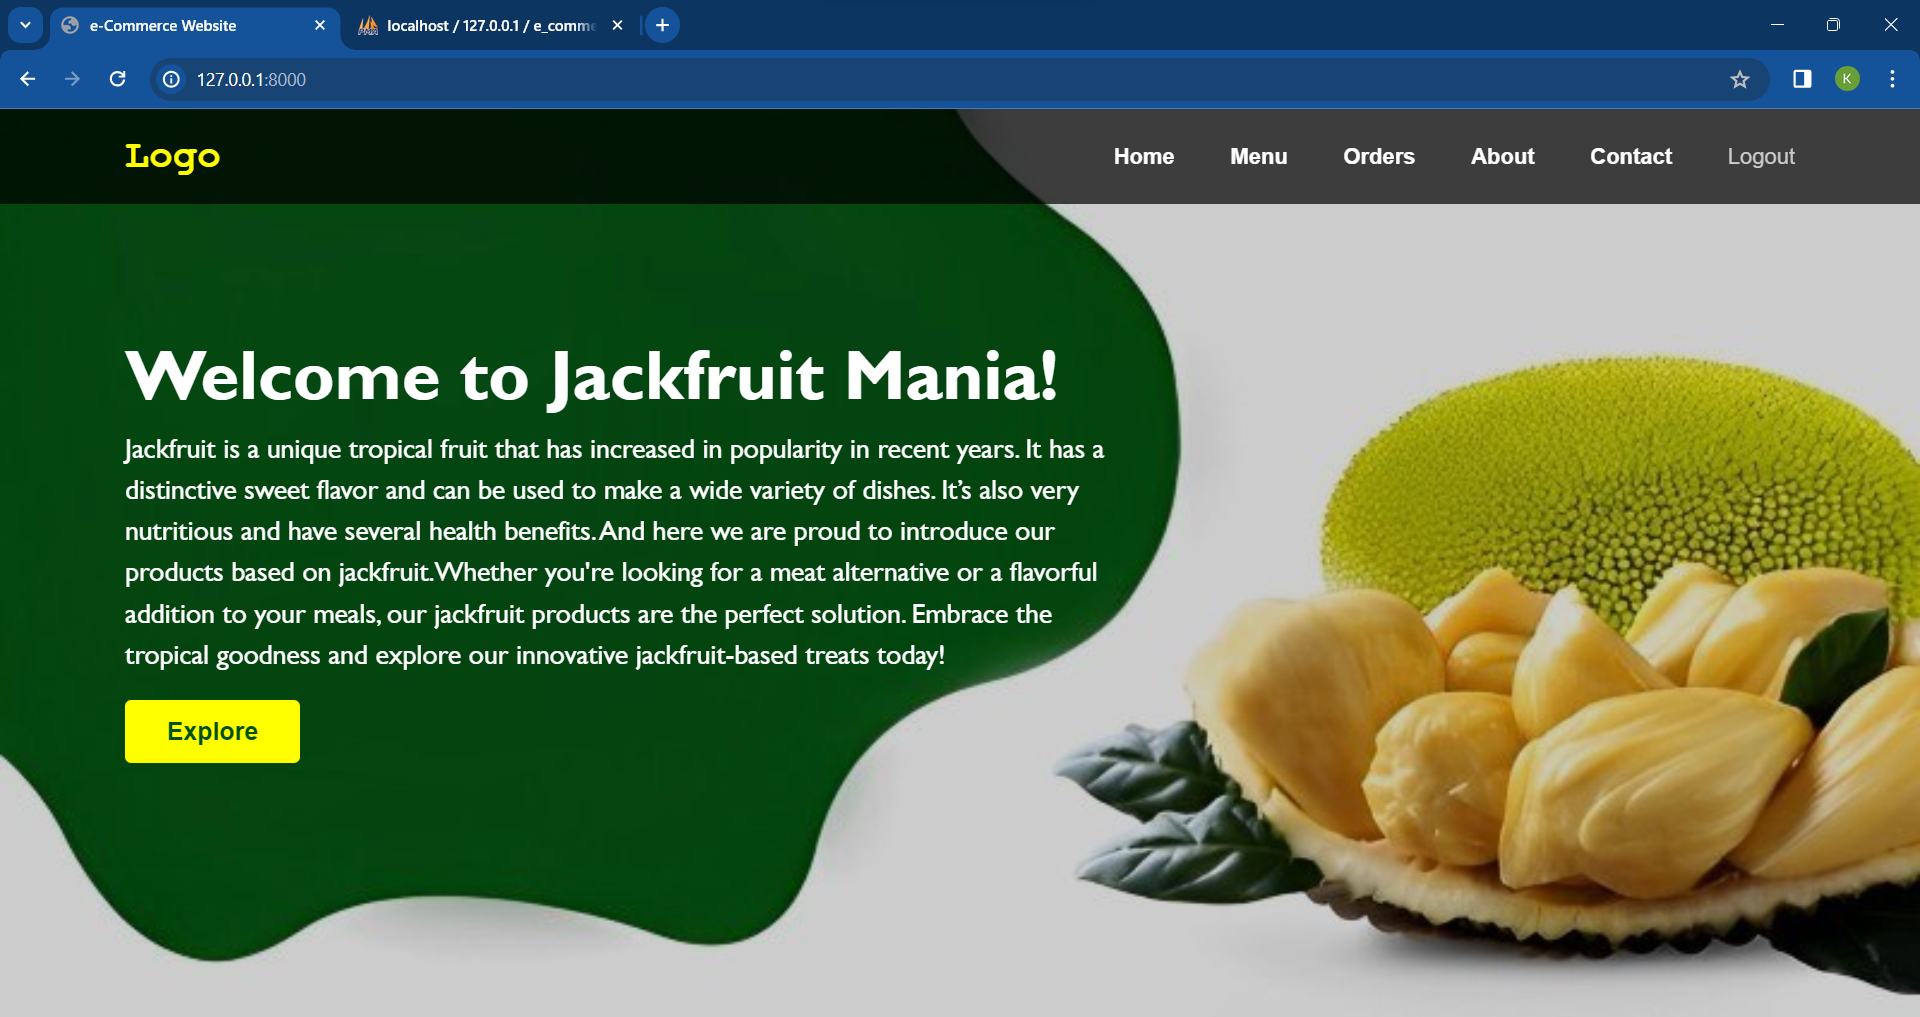 e-Commerce Website
localhost / 127.0.0.1 / e_comme
127.0.0.1:8000
K
Logo
Home Menu Orders About Contact Logout
Welcome to Jackfruit Mania!
Jackfruit is a unique tropical fruit that has increased in popularity in recent years. It has a
distinctive sweet flavor and can be used to make a wide variety of dishes. It’s also very
nutritious and have several health benefits. And here we are proud to introduce our
products based on jackfruit. Whether you're looking for a meat alternative or a flavorful
addition to your meals, our jackfruit products are the perfect solution. Embrace the
tropical goodness and explore our innovative jackfruit-based treats today!
Explore